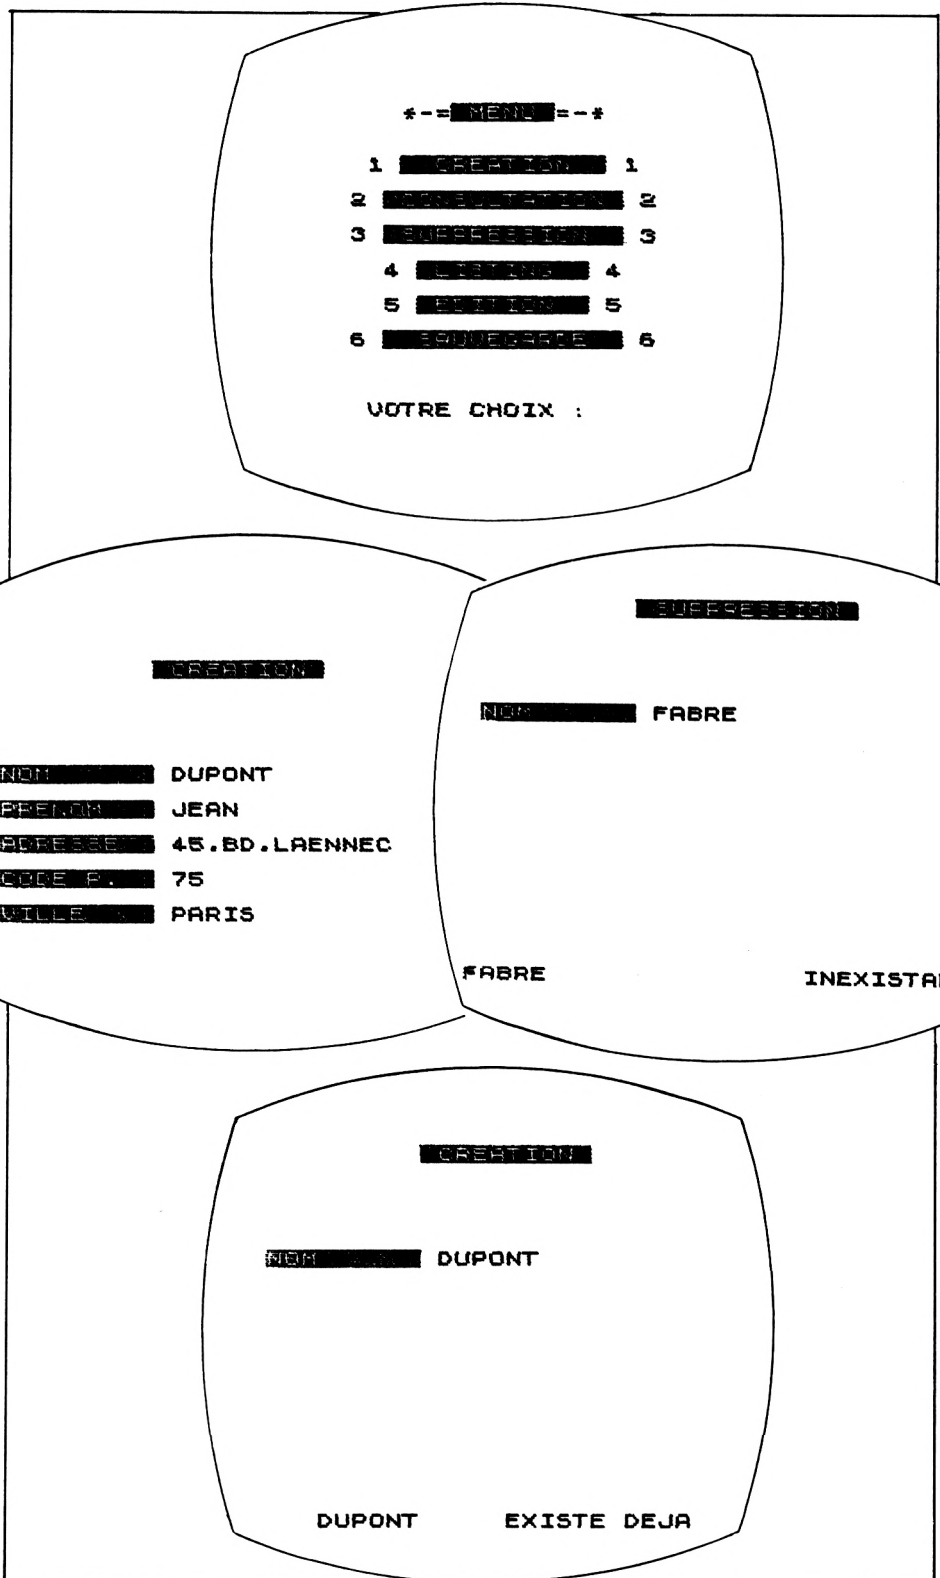 *-= MENU =-*
1 CREATION 1
2 CONSULTATION 2
3 SUPPRESSION 3
4 LISTING 4
5 EDITION 5
6 SAUVEGARDE 6
VOTRE CHOIX :
CREATION
NOM DUPONT
PRENOM JEAN
ADRESSE 45.BD.LAENNEC
CODE P. 75
VILLE PARIS
SUPPRESSION
NOM FABRE
FABRE INEXISTA
CREATION
NOM DUPONT
DUPONT EXISTE DEJA